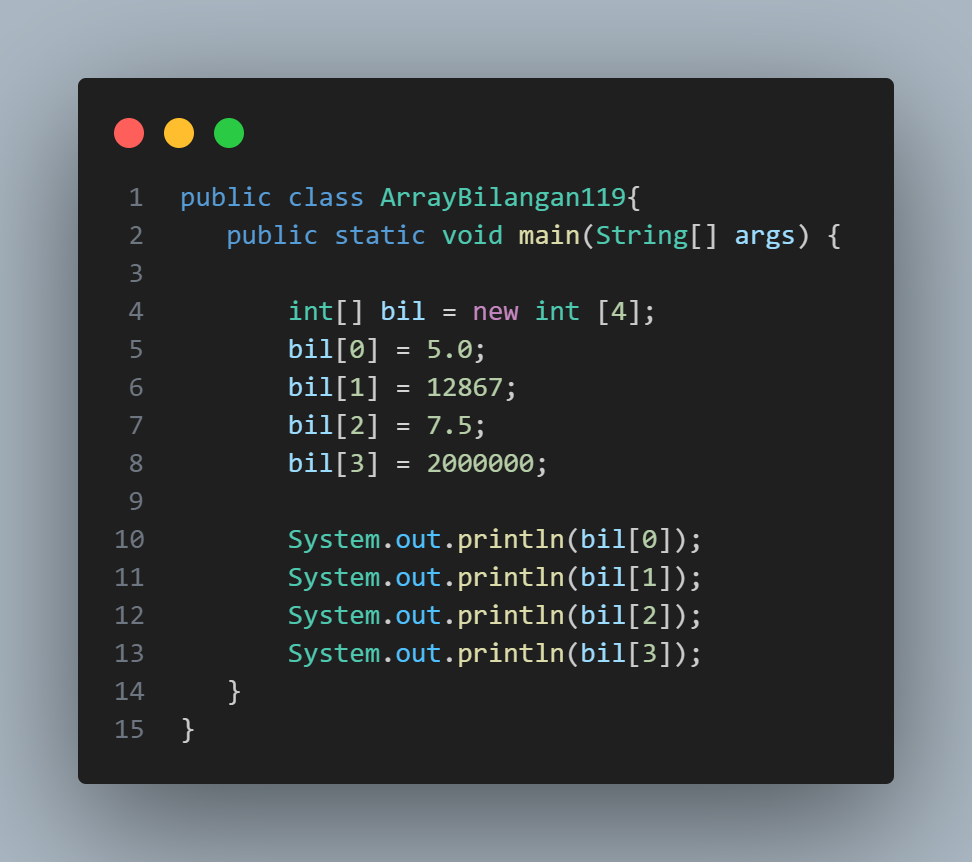 1 public class ArrayBilangan119{
2    public static void main(String[] args) {
3
4        int[] bil = new int [4];
5        bil[0] = 5.0;
6        bil[1] = 12867;
7        bil[2] = 7.5;
8        bil[3] = 2000000;
9
10        System.out.println(bil[0]);
11        System.out.println(bil[1]);
12        System.out.println(bil[2]);
13        System.out.println(bil[3]);
14    }
15 }